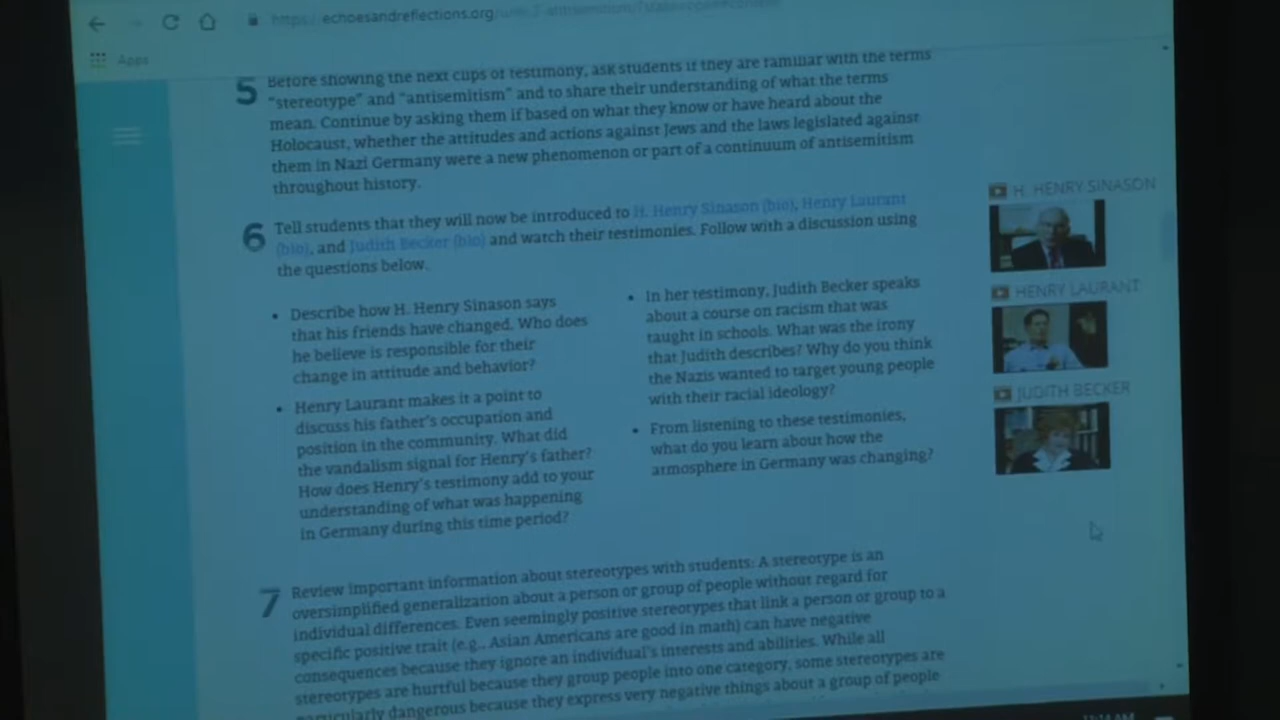 https://echoesandreflections.org/unit-2-antisemitism/?state=open#content
Apps
5
Before showing the next clips of testimony, ask students if they are familiar with the terms
"stereotype" and "antisemitism" and to share their understanding of what the terms
mean. Continue by asking them if based on what they know or have heard about the
Holocaust, whether the attitudes and actions against Jews and the laws legislated against
them in Nazi Germany were a new phenomenon or part of a continuum of antisemitism
throughout history.
6
Tell students that they will now be introduced to H. Henry Sinason (bio), Henry Laurant
(bio), and Judith Becker (bio) and watch their testimonies. Follow with a discussion using
the questions below.
• Describe how H. Henry Sinason says
that his friends have changed. Who does
he believe is responsible for their
change in attitude and behavior?
• Henry Laurant makes it a point to
discuss his father's occupation and
position in the community. What did
the vandalism signal for Henry's father?
How does Henry's testimony add to your
understanding of what was happening
in Germany during this time period?
• In her testimony, Judith Becker speaks
about a course on racism that was
taught in schools. What was the irony
that Judith describes? Why do you think
the Nazis wanted to target young people
with their racial ideology?
• From listening to these testimonies,
what do you learn about how the
atmosphere in Germany was changing?
H. HENRY SINASON
HENRY LAURANT
JUDITH BECKER
7
Review important information about stereotypes with students: A stereotype is an
oversimplified generalization about a person or group of people without regard for
individual differences. Even seemingly positive stereotypes that link a person or group to a
specific positive trait (e.g., Asian Americans are good in math) can have negative
consequences because they ignore an individual's interests and abilities. While all
stereotypes are hurtful because they group people into one category, some stereotypes are
particularly dangerous because they express very negative things about a group of people